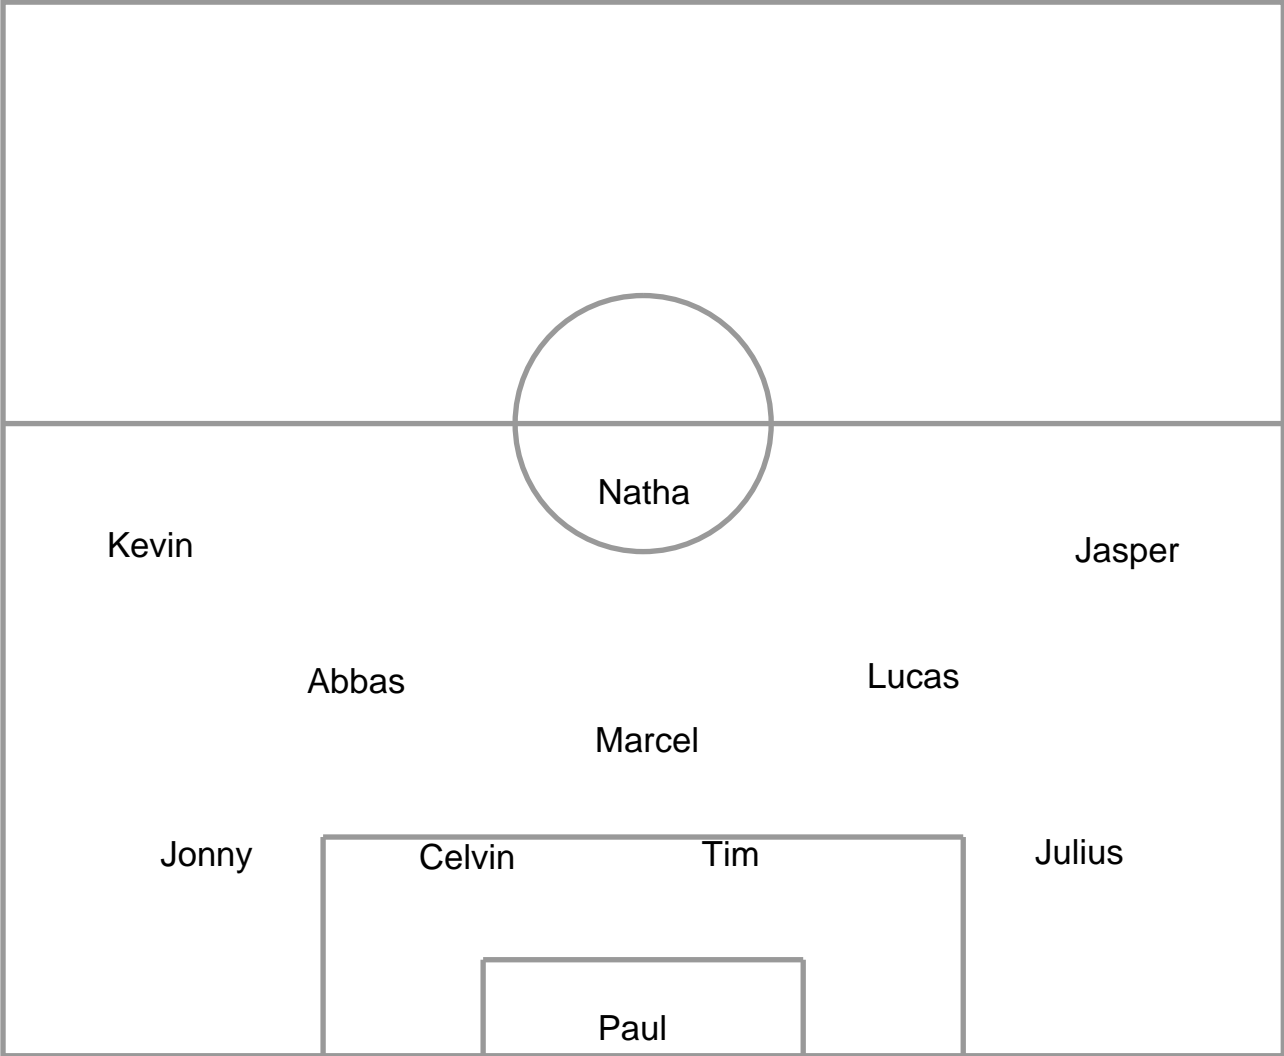 Natha
Kevin
Jasper
Abbas
Lucas
Marcel
Jonny
Celvin
Tim
Julius
Paul